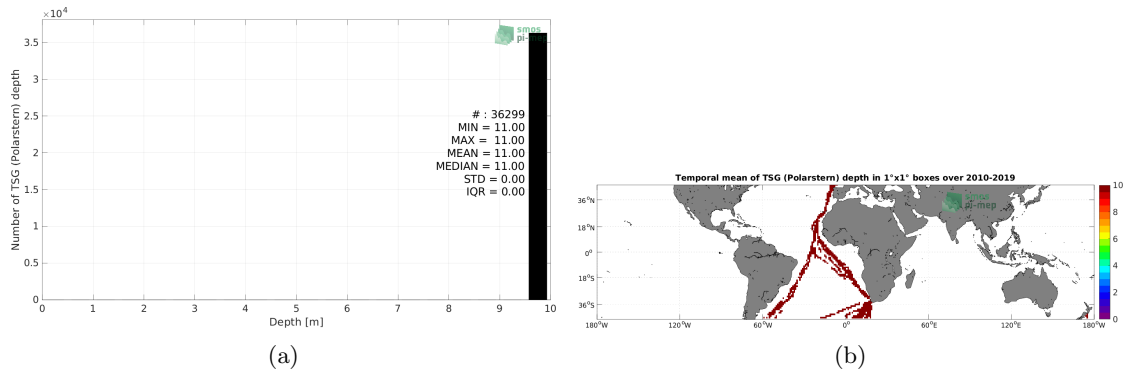 ×10⁴
3.5
3
2.5
2
1.5
1
0.5
0
Number of TSG (Polarstern) depth
smos
pi-mep
# : 36299
MIN = 11.00
MAX = 11.00
MEAN = 11.00
MEDIAN = 11.00
STD = 0.00
IQR = 0.00
0 1 2 3 4 5 6 7 8 9 10
Depth [m]
(a)
Temporal mean of TSG (Polarstern) depth in 1°x1° boxes over 2010-2019
smos
pi-mep
36°N
18°N
0°
18°S
36°S
180°W 120°W 60°W 0° 60°E 120°E 180°W
10
8
6
4
2
0
(b)